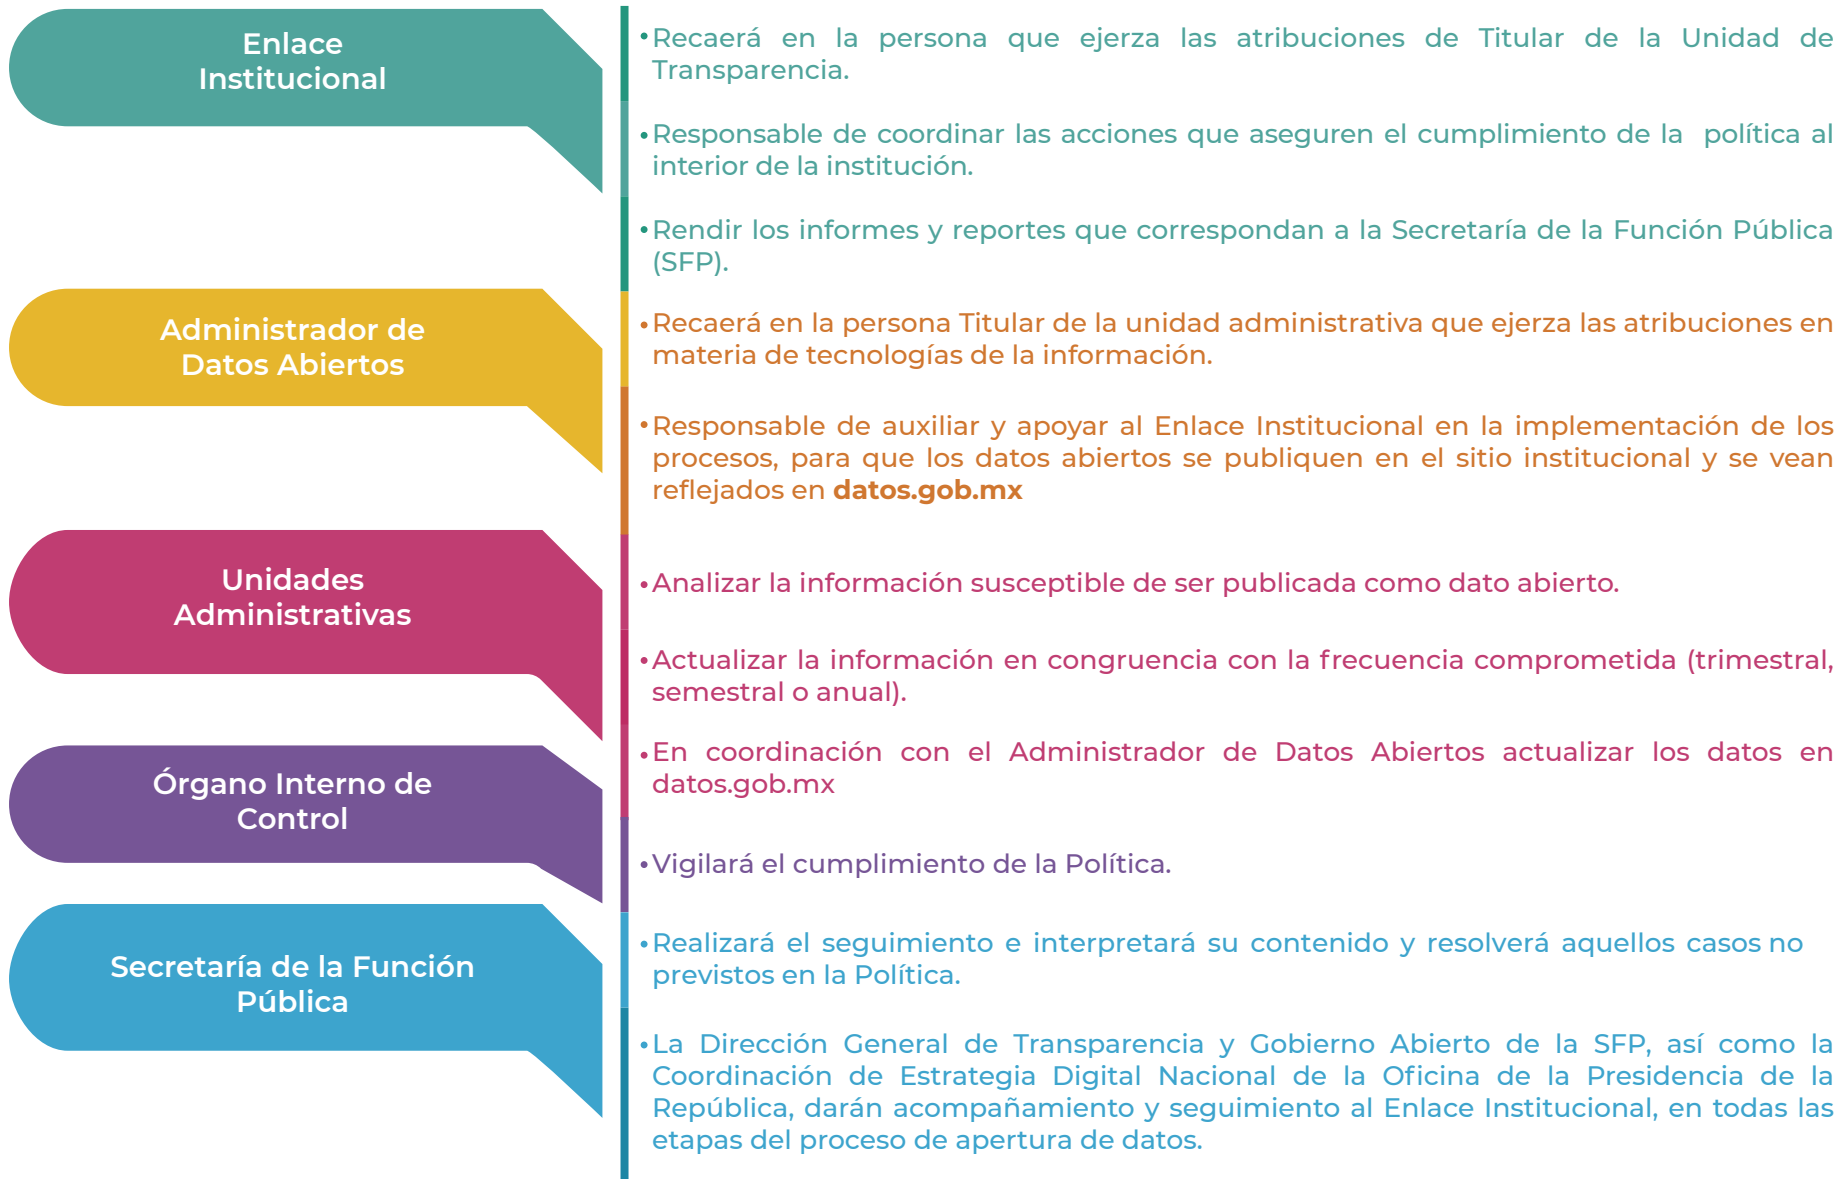 Enlace
Institucional
•Recaerá en la persona que ejerza las atribuciones de Titular de la Unidad de
Transparencia.
•Responsable de coordinar las acciones que aseguren el cumplimiento de la política al
interior de la institución.
•Rendir los informes y reportes que correspondan a la Secretaría de la Función Pública
(SFP).
Administrador de
Datos Abiertos
•Recaerá en la persona Titular de la unidad administrativa que ejerza las atribuciones en
materia de tecnologías de la información.
•Responsable de auxiliar y apoyar al Enlace Institucional en la implementación de los
procesos, para que los datos abiertos se publiquen en el sitio institucional y se vean
reflejados en datos.gob.mx
Unidades
Administrativas
•Analizar la información susceptible de ser publicada como dato abierto.
•Actualizar la información en congruencia con la frecuencia comprometida (trimestral,
semestral o anual).
•En coordinación con el Administrador de Datos Abiertos actualizar los datos en
datos.gob.mx
Órgano Interno de
Control
•Vigilará el cumplimiento de la Política.
Secretaría de la Función
Pública
•Realizará el seguimiento e interpretará su contenido y resolverá aquellos casos no
previstos en la Política.
•La Dirección General de Transparencia y Gobierno Abierto de la SFP, así como la
Coordinación de Estrategia Digital Nacional de la Oficina de la Presidencia de la
República, darán acompañamiento y seguimiento al Enlace Institucional, en todas las
etapas del proceso de apertura de datos.